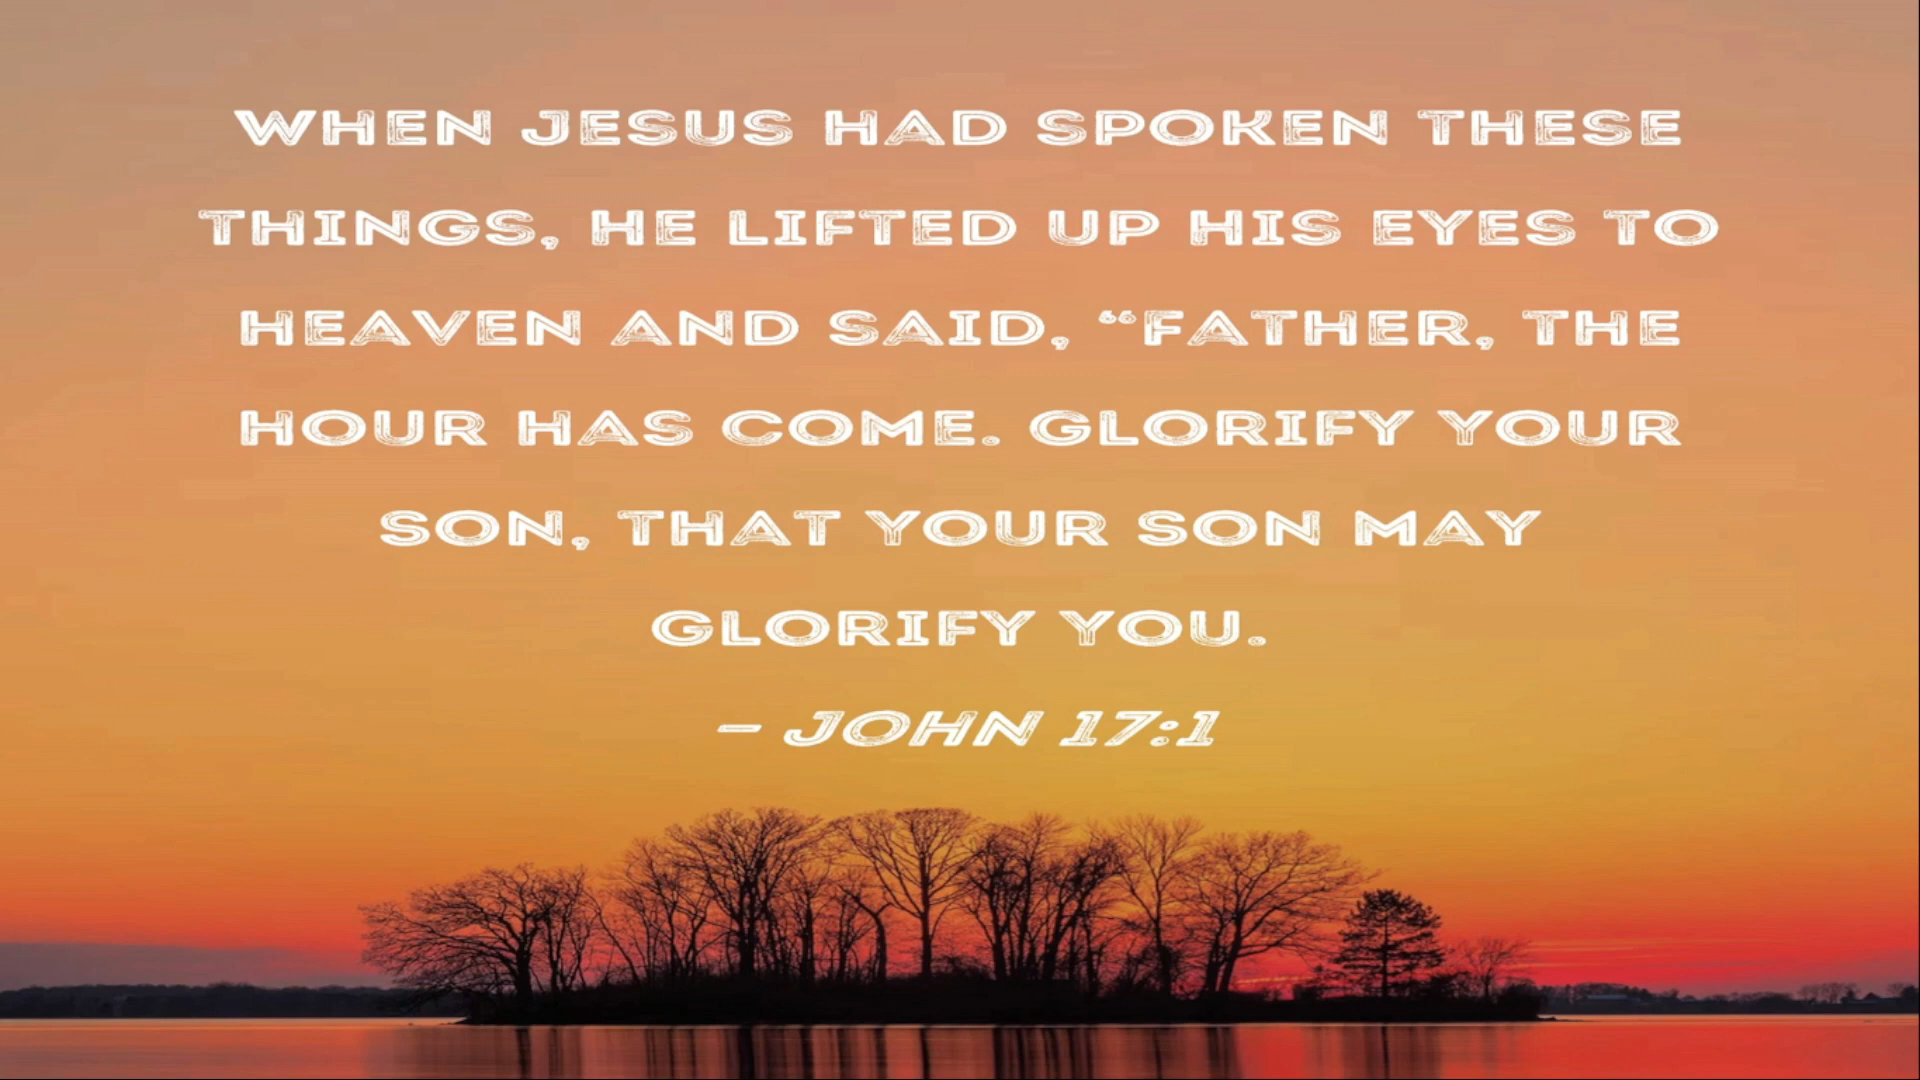 WHEN JESUS HAD SPOKEN THESE
THINGS, HE LIFTED UP HIS EYES TO
HEAVEN AND SAID, “FATHER, THE
HOUR HAS COME. GLORIFY YOUR
SON, THAT YOUR SON MAY
GLORIFY YOU.
– JOHN 17:1